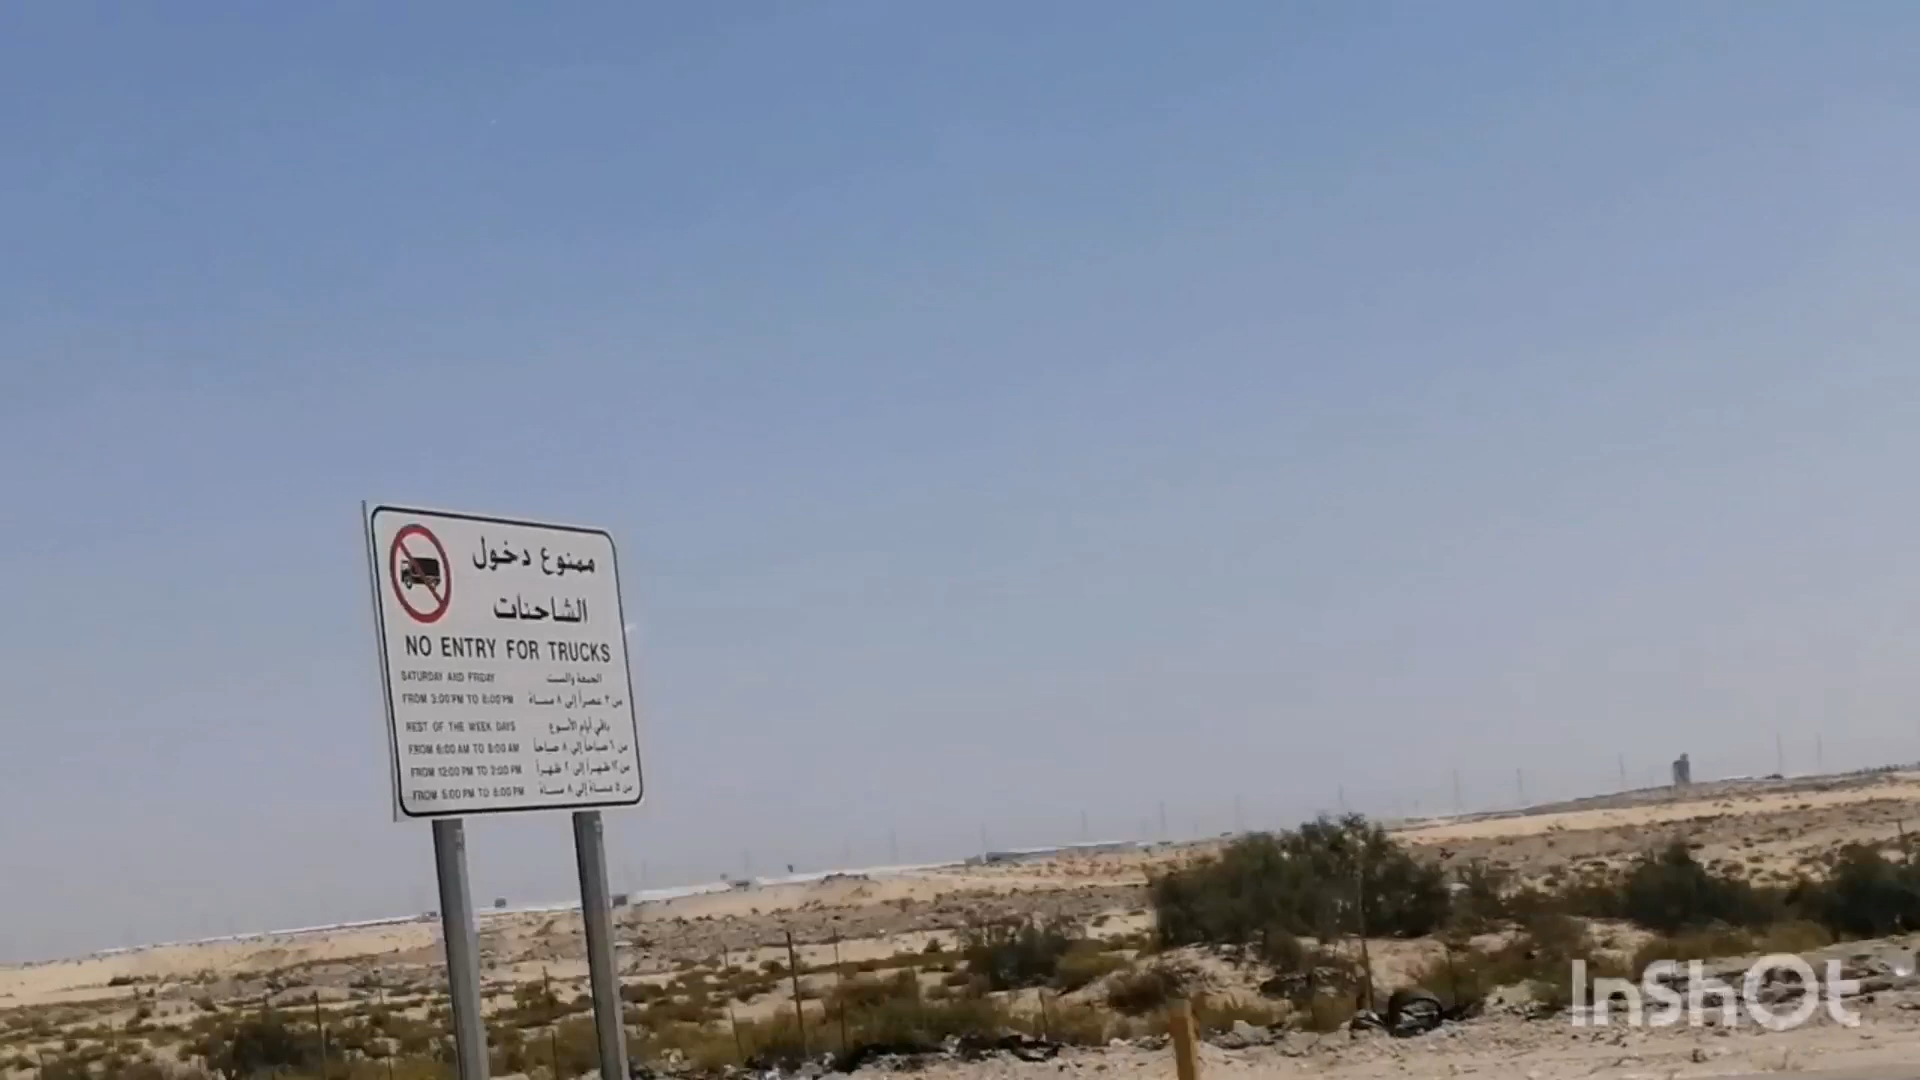 ممنوع دخول
الشاحنات
NO ENTRY FOR TRUCKS
SATURDAY AND FRIDAY الجمعة والسبت
FROM 3:00 PM TO 8:00 PM من ٣ عصراً إلى ٨ مساءً
REST OF THE WEEK DAYS باقي أيام الأسبوع
FROM 6:00 AM TO 8:00 AM من ٦ صباحاً إلى ٨ صباحاً
FROM 12:00 PM TO 2:00 PM من ١٢ ظهراً إلى ٢ ظهراً
FROM 5:00 PM TO 8:00 PM من ٥ مساءً إلى ٨ مساءً
InShOt